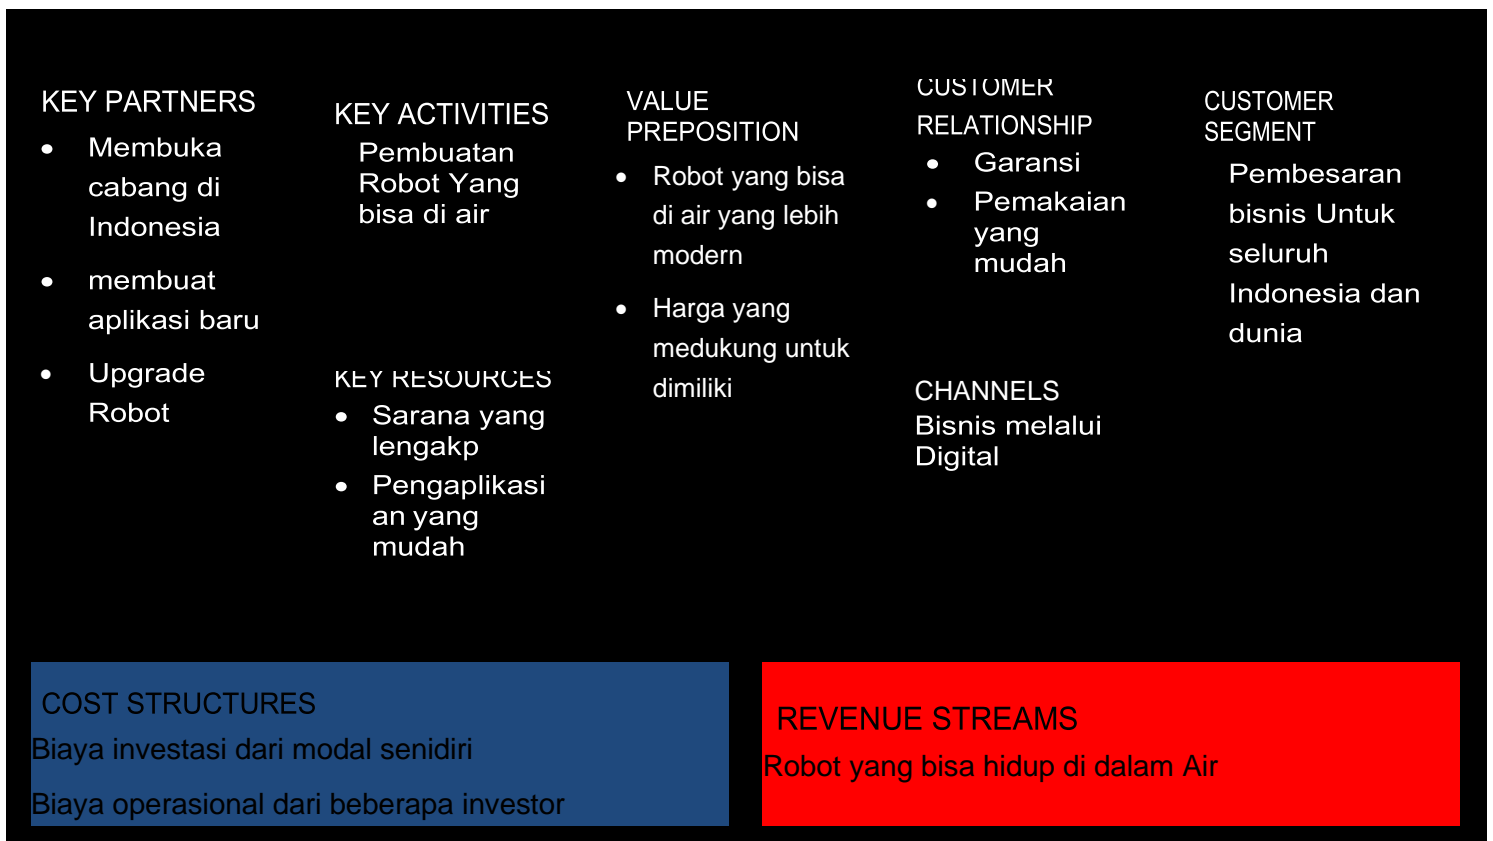 KEY PARTNERS
• Membuka
cabang di
Indonesia
• membuat
aplikasi baru
• Upgrade
Robot
KEY ACTIVITIES
Pembuatan
Robot Yang
bisa di air
KEY RESOURCES
• Sarana yang
lengakp
• Pengaplikasi
an yang
mudah
VALUE
PREPOSITION
• Robot yang bisa
di air yang lebih
modern
• Harga yang
medukung untuk
dimiliki
CUSTOMER
RELATIONSHIP
• Garansi
• Pemakaian
yang
mudah
CHANNELS
Bisnis melalui
Digital
CUSTOMER
SEGMENT
Pembesaran
bisnis Untuk
seluruh
Indonesia dan
dunia
COST STRUCTURES
Biaya investasi dari modal senidiri
Biaya operasional dari beberapa investor
REVENUE STREAMS
Robot yang bisa hidup di dalam Air